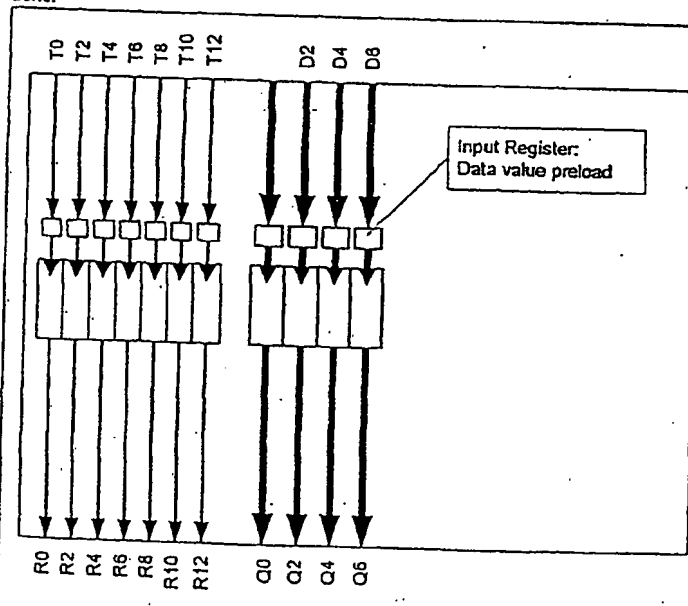 T0
T2
T4
T6
T8
T10
T12
D2
D4
D6
Input Register:
Data value preload
R0
R2
R4
R6
R8
R10
R12
Q0
Q2
Q4
Q6